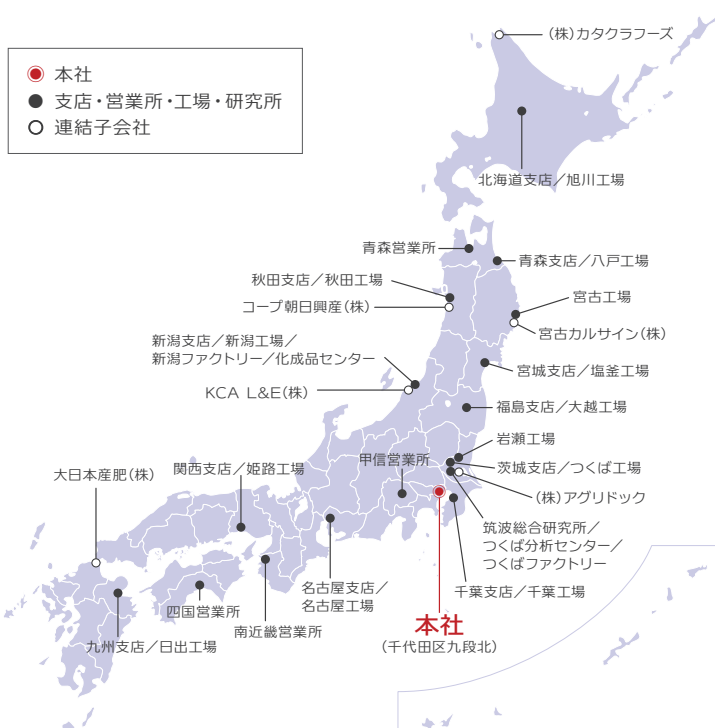 本社
支店・営業所・工場・研究所
連結子会社
(株)カタクラフーズ
北海道支店／旭川工場
青森営業所
青森支店／八戸工場
秋田支店／秋田工場
コープ朝日興産(株)
宮古工場
宮古カルサイン(株)
新潟支店／新潟工場／
新潟ファクトリー／化成品センター
宮城支店／塩釜工場
KCA L&E(株)
福島支店／大越工場
岩瀬工場
甲信営業所
茨城支店／つくば工場
関西支店／姫路工場
大日本産肥(株)
(株)アグリドック
筑波総合研究所／
つくば分析センター／
つくばファクトリー
千葉支店／千葉工場
名古屋支店／
名古屋工場
四国営業所
南近畿営業所
本社
(千代田区九段北)
九州支店／日出工場